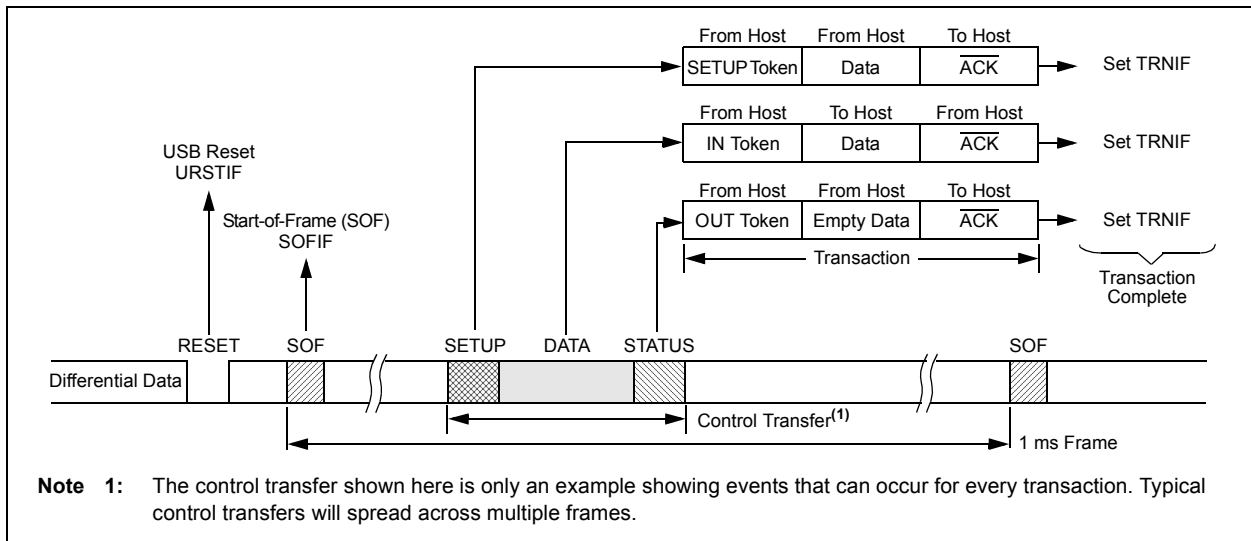 From Host From Host To Host
SETUP Token Data ACK Set TRNIF
From Host To Host From Host
IN Token Data ACK Set TRNIF
USB Reset
URSTIF
From Host From Host To Host
OUT Token Empty Data ACK Set TRNIF
Start-of-Frame (SOF)
SOFIF
Transaction
Transaction
Complete
RESET SOF SETUP DATA STATUS SOF
Differential Data
Control Transfer(1)
1 ms Frame
Note 1: The control transfer shown here is only an example showing events that can occur for every transaction. Typical
control transfers will spread across multiple frames.